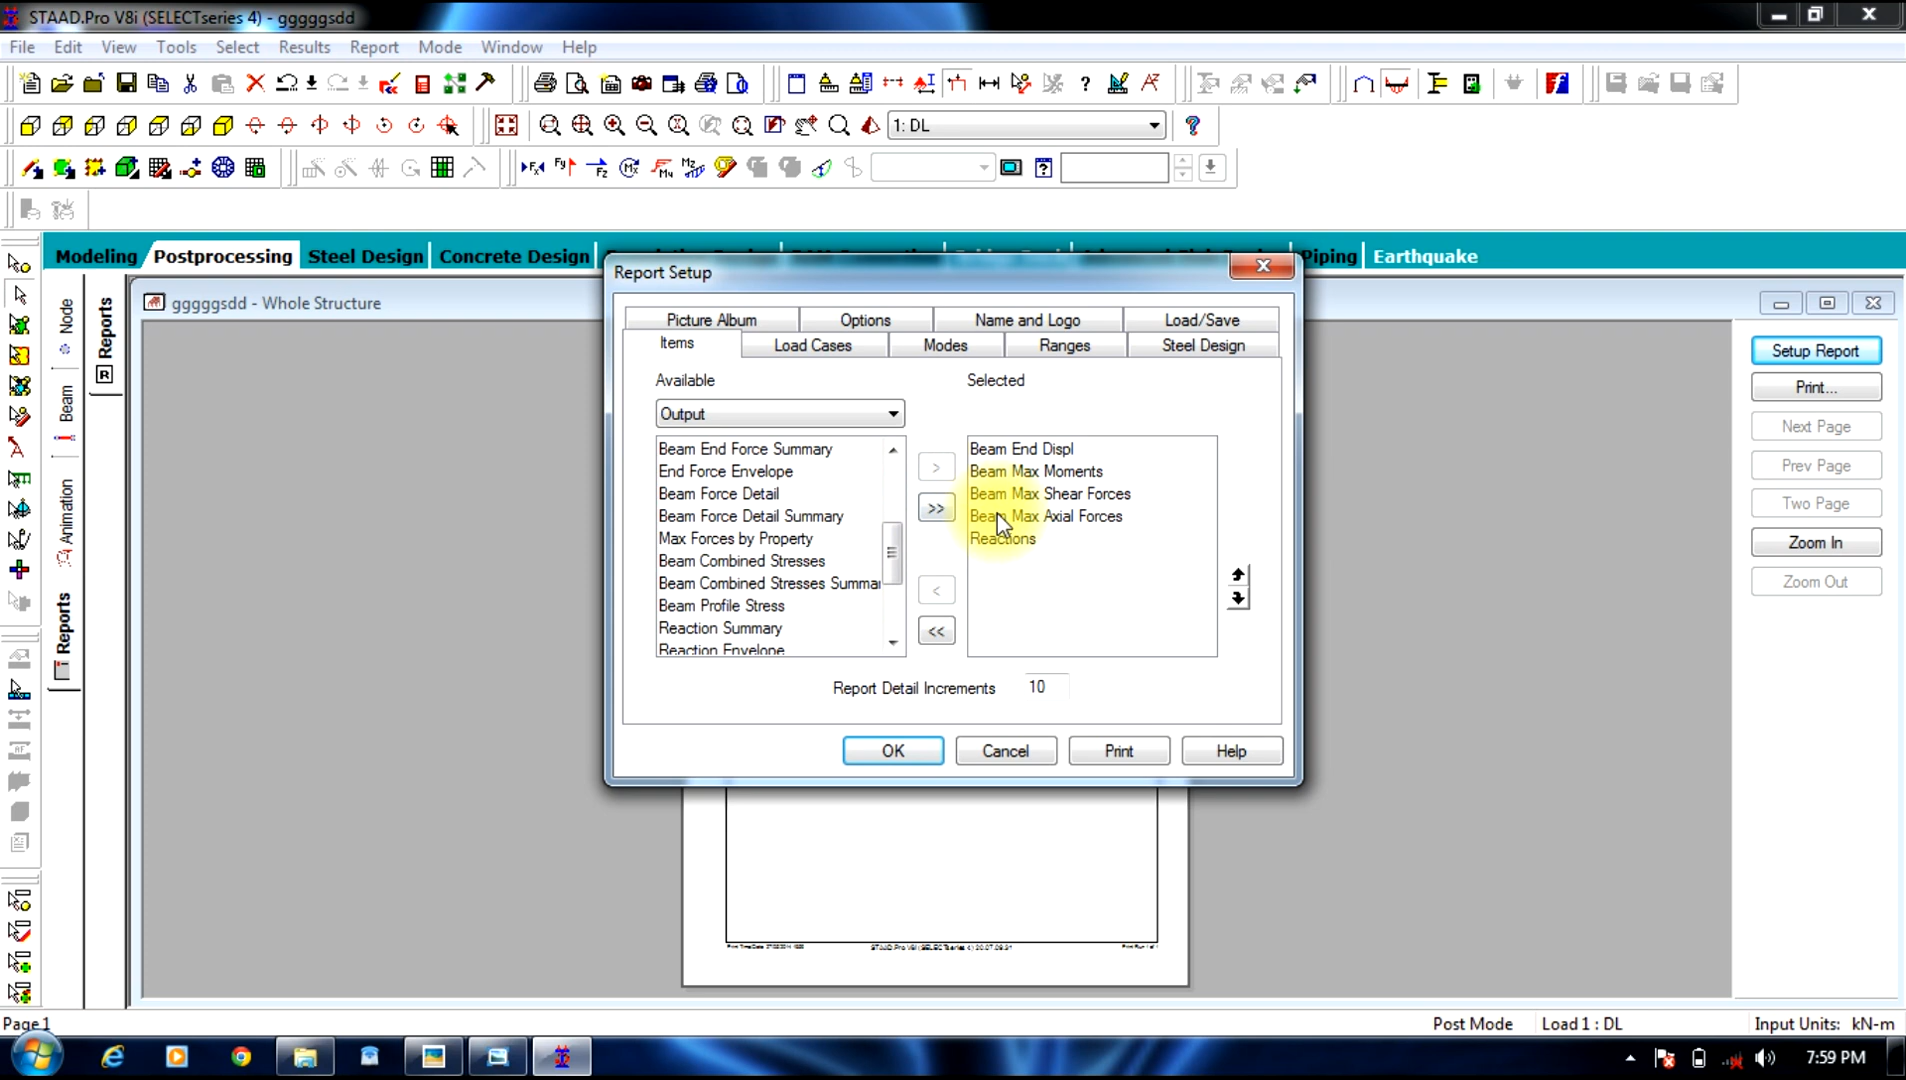 STAAD.Pro V8i (SELECTseries 4) - gggggsdd
File Edit View Tools Select Results Report Mode Window Help
1: DL
Modeling Postprocessing Steel Design Concrete Design Piping Earthquake
Report Setup
gggggsdd - Whole Structure
Node
Beam
Animation
Reports
Reports
Picture Album Options Name and Logo Load/Save
Items Load Cases Modes Ranges Steel Design
Available
Output
Beam End Force Summary
End Force Envelope
Beam Force Detail
Beam Force Detail Summary
Max Forces by Property
Beam Combined Stresses
Beam Combined Stresses Summa
Beam Profile Stress
Reaction Summary
Reaction Envelope
>
>>
<
<<
Selected
Beam End Displ
Beam Max Moments
Beam Max Shear Forces
Beam Max Axial Forces
Reactions
Report Detail Increments 10
OK Cancel Print Help
Setup Report
Print...
Next Page
Prev Page
Two Page
Zoom In
Zoom Out
Page1 Post Mode Load 1 : DL Input Units: kN-m
7:59 PM